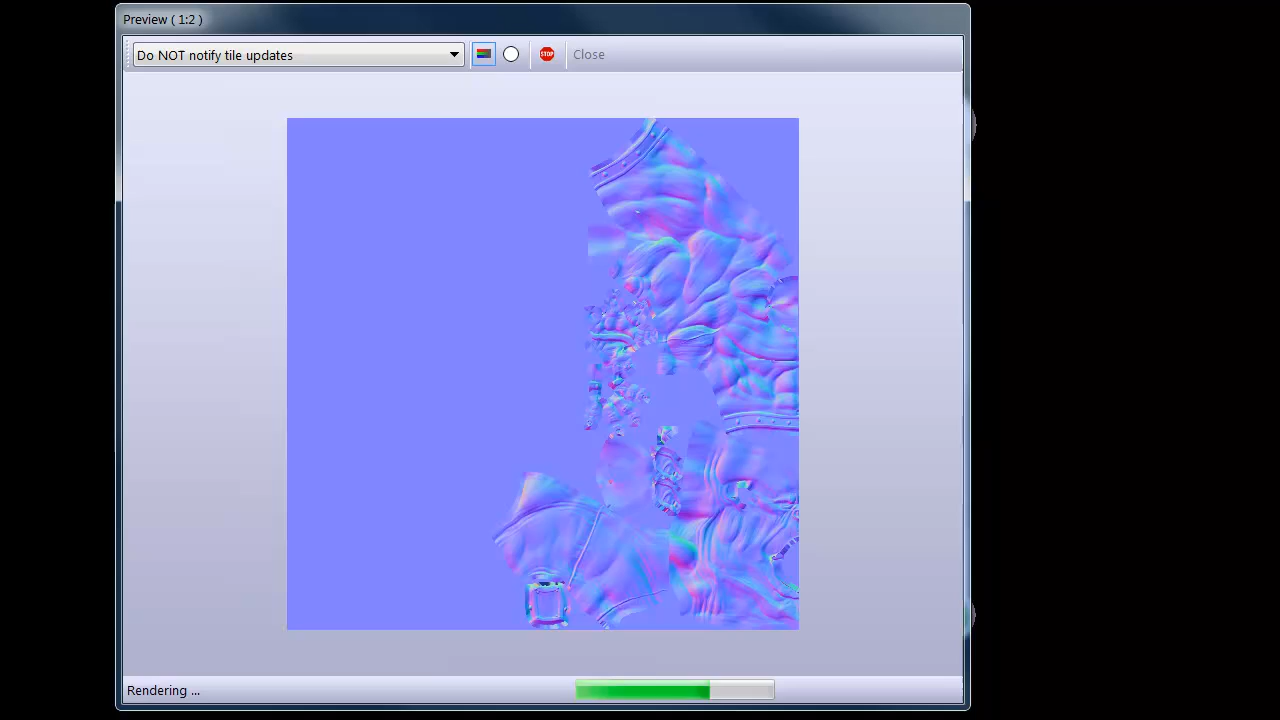 Preview ( 1:2 )
Do NOT notify tile updates
STOP
Close
Rendering ...